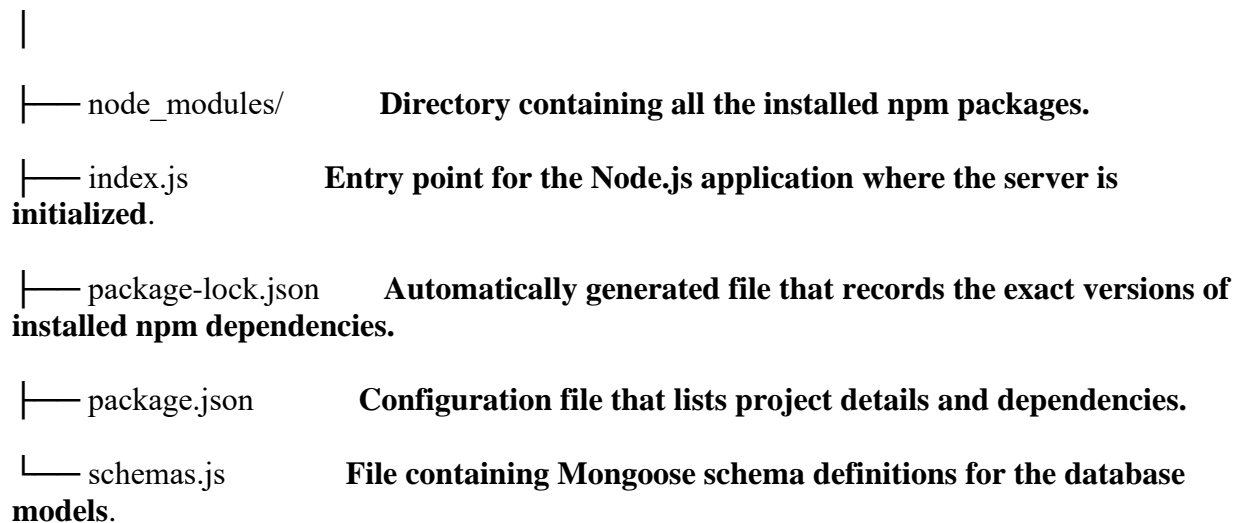 │
├── node_modules/ Directory containing all the installed npm packages.
├── index.js Entry point for the Node.js application where the server is
initialized.
├── package-lock.json Automatically generated file that records the exact versions of
installed npm dependencies.
├── package.json Configuration file that lists project details and dependencies.
└── schemas.js File containing Mongoose schema definitions for the database
models.